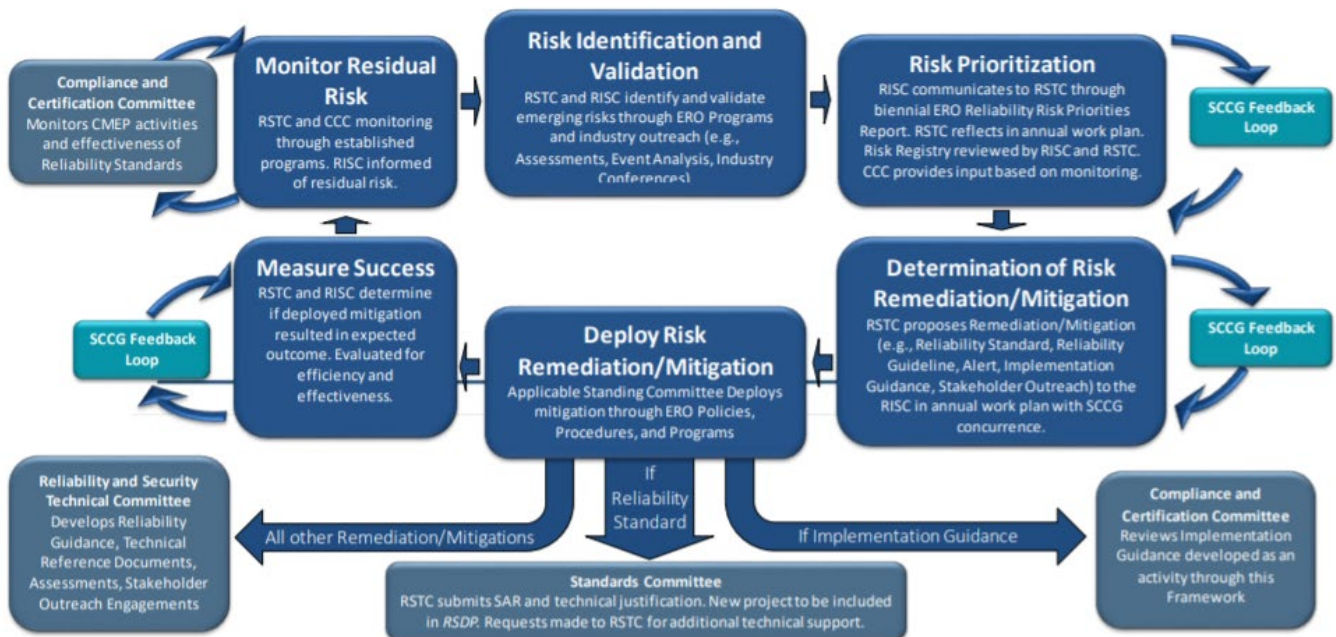 Compliance and
Certification Committee
Monitors CMEP activities
and effectiveness of
Reliability Standards
Monitor Residual
Risk
RSTC and CCC monitoring
through established
programs. RISC informed
of residual risk.
Risk Identification and
Validation
RSTC and RISC identify and validate
emerging risks through ERO Programs
and industry outreach (e.g.,
Assessments, Event Analysis, Industry
Conferences)
Risk Prioritization
RISC communicates to RSTC through
biennial ERO Reliability Risk Priorities
Report. RSTC reflects in annual work plan.
Risk Registry reviewed by RISC and RSTC.
CCC provides input based on monitoring.
SCCG Feedback
Loop
SCCG Feedback
Loop
Measure Success
RSTC and RISC determine
if deployed mitigation
resulted in expected
outcome. Evaluated for
efficiency and
effectiveness.
Deploy Risk
Remediation/Mitigation
Applicable Standing Committee Deploys
mitigation through ERO Policies,
Procedures, and Programs
Determination of Risk
Remediation/Mitigation
RSTC proposes Remediation/Mitigation
(e.g., Reliability Standard, Reliability
Guideline, Alert, Implementation
Guidance, Stakeholder Outreach) to the
RISC in annual work plan with SCCG
concurrence.
SCCG Feedback
Loop
Reliability and Security
Technical Committee
Develops Reliability
Guidance, Technical
Reference Documents,
Assessments, Stakeholder
Outreach Engagements
All other Remediation/Mitigations
If
Reliability
Standard
If Implementation Guidance
Compliance and
Certification Committee
Reviews Implementation
Guidance developed as an
activity through this
Framework
Standards Committee
RSTC submits SAR and technical justification. New project to be included
in RSDP. Requests made to RSTC for additional technical support.